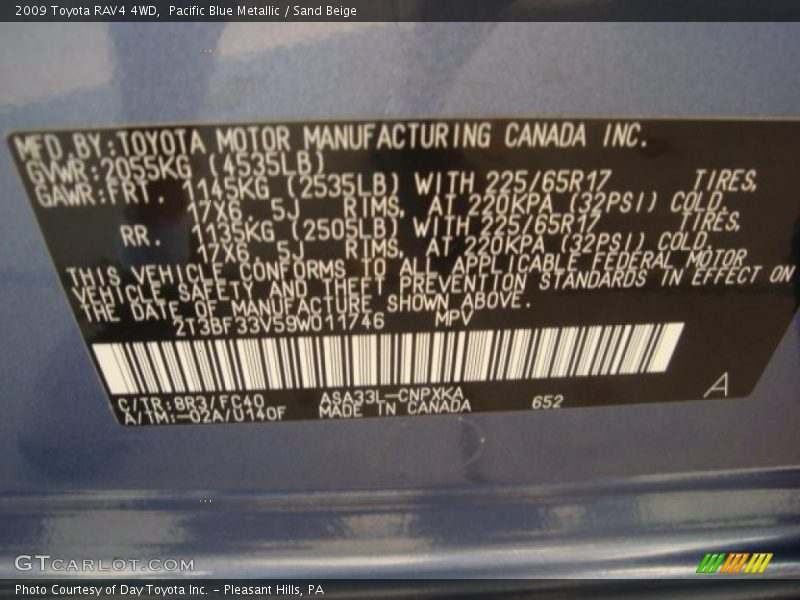 2009 Toyota RAV4 4WD, Pacific Blue Metallic / Sand Beige
MFD BY:TOYOTA MOTOR MANUFACTURING CANADA INC.
GVWR:2055KG (4535LB)
GAWR:FRT. 1145KG (2535LB) WITH 225/65R17 TIRES,
17X6. 5J RIMS, AT 220KPA (32PSI) COLD.
RR. 1135KG (2505LB) WITH 225/65R17 TIRES,
17X6. 5J RIMS, AT 220KPA (32PSI) COLD.
THIS VEHICLE CONFORMS TO ALL APPLICABLE FEDERAL MOTOR
VEHICLE SAFETY AND THEFT PREVENTION STANDARDS IN EFFECT ON
THE DATE OF MANUFACTURE SHOWN ABOVE.
2T3BF33V59W011746 MPV
C/TR:8R3/FC40 ASA33L-CNPXKA 652 A
A/TM:-02A/U140F MADE IN CANADA
GTCARLOT.COM
Photo Courtesy of Day Toyota Inc. - Pleasant Hills, PA